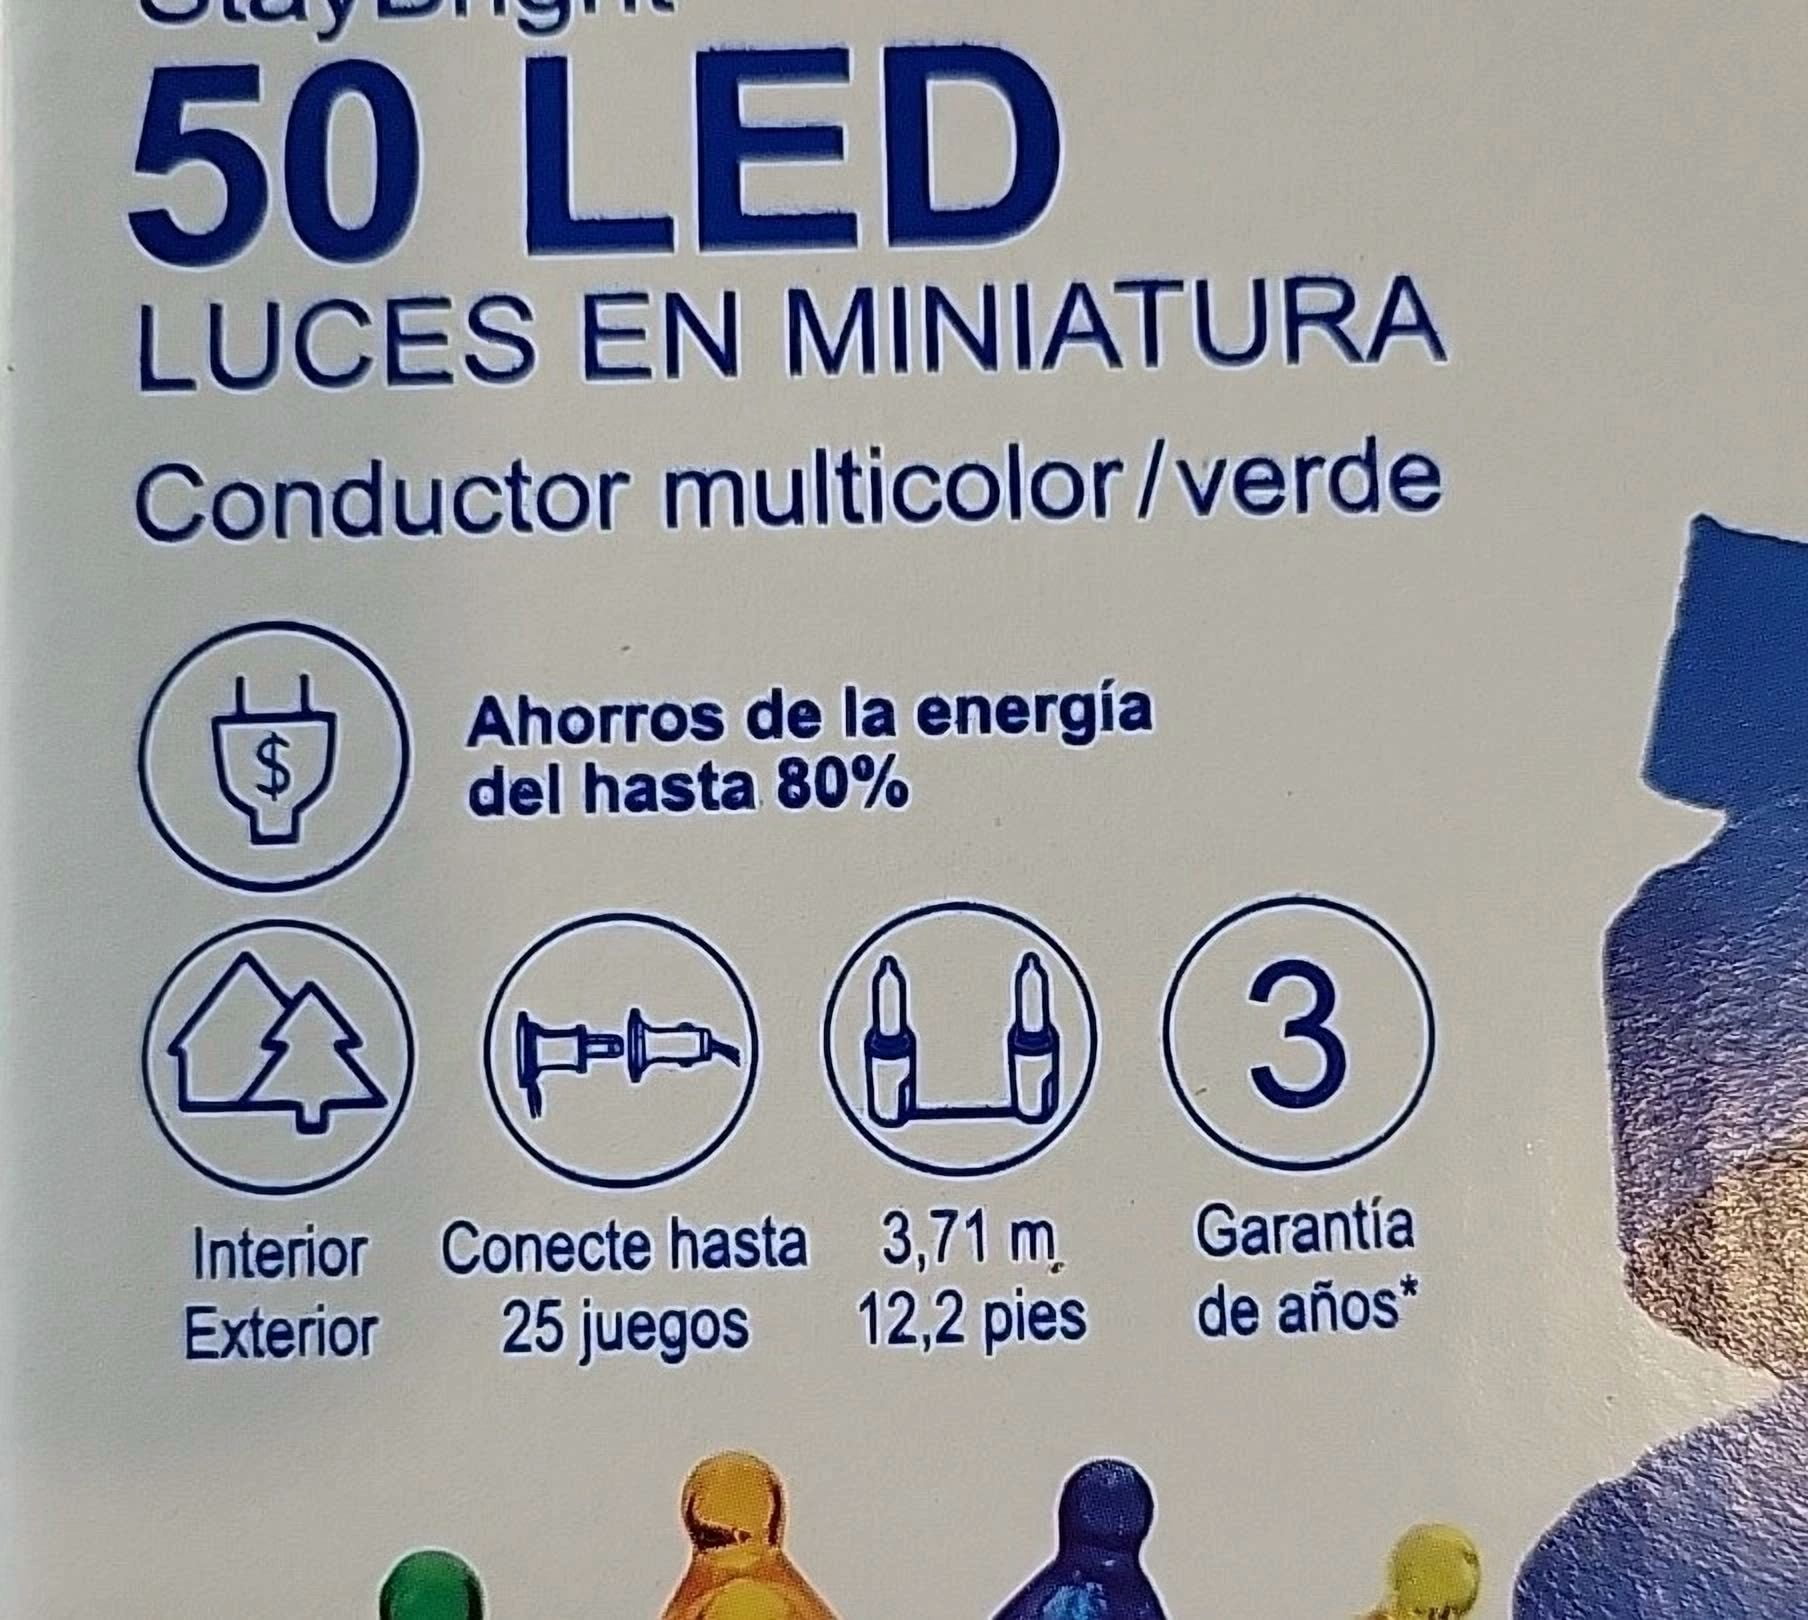 StayBright
50 LED
LUCES EN MINIATURA
Conductor multicolor/verde
$
Ahorros de la energía
del hasta 80%
3
Interior
Exterior
Conecte hasta
25 juegos
3,71 m
12,2 pies
Garantía
de años*